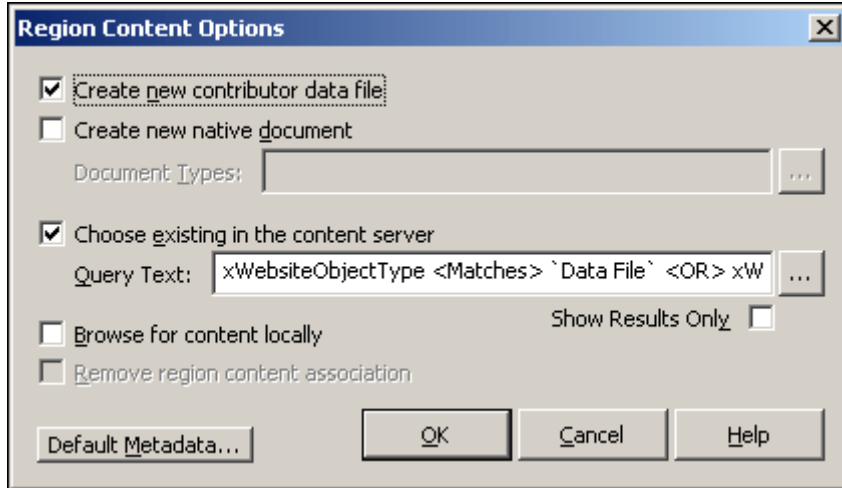 Region Content Options
Create new contributor data file
Create new native document
Document Types:
...
Choose existing in the content server
Query Text: xWebsiteObjectType <Matches> `Data File` <OR> xW ...
Show Results Only
Browse for content locally
Remove region content association
Default Metadata... OK Cancel Help